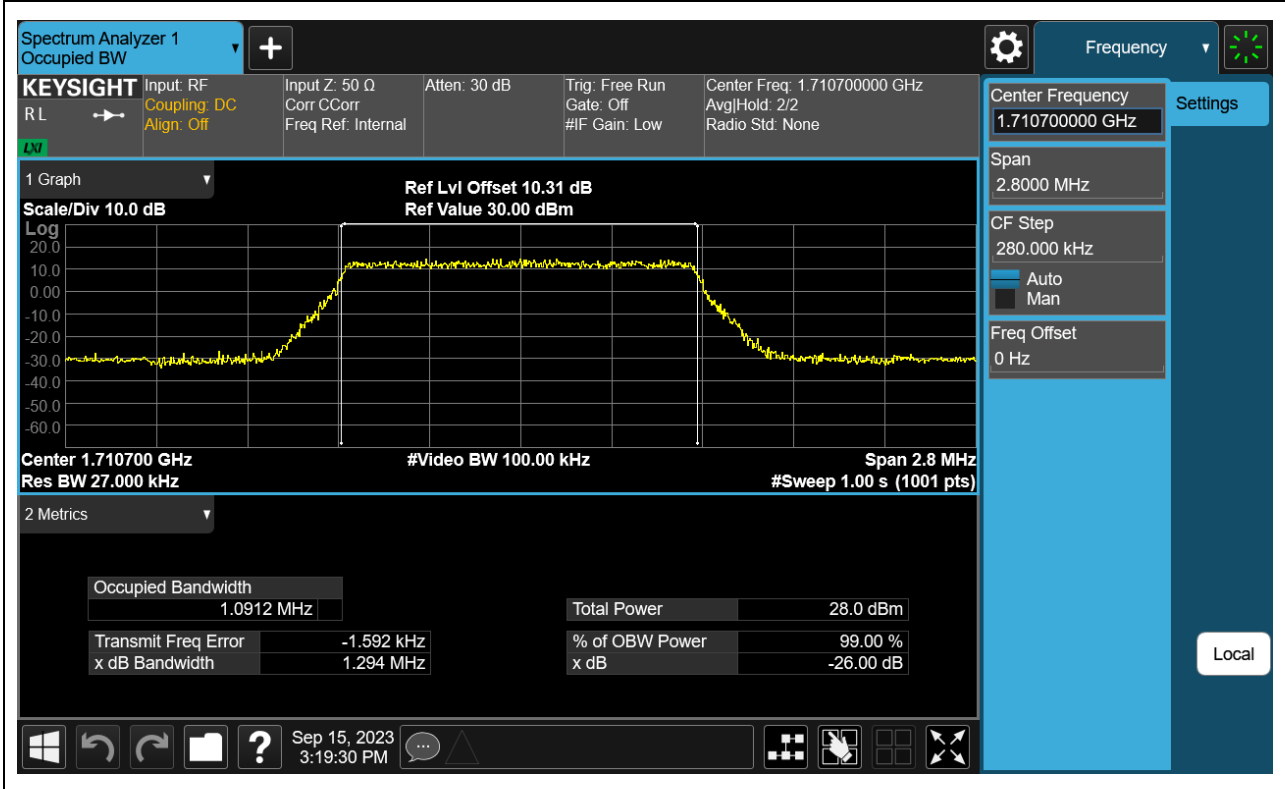 Spectrum Analyzer 1
Occupied BW
+
Frequency
KEYSIGHT
R L
LXI
Input: RF
Coupling: DC
Align: Off
Input Z: 50 Ω
Corr CCorr
Freq Ref: Internal
Atten: 30 dB
Trig: Free Run
Gate: Off
#IF Gain: Low
Center Freq: 1.710700000 GHz
Avg|Hold: 2/2
Radio Std: None
Center Frequency
1.710700000 GHz
Settings
Span
2.8000 MHz
CF Step
280.000 kHz
Auto
Man
Freq Offset
0 Hz
Local
1 Graph
Scale/Div 10.0 dB
Ref Lvl Offset 10.31 dB
Ref Value 30.00 dBm
Log
20.0
10.0
0.00
-10.0
-20.0
-30.0
-40.0
-50.0
-60.0
Center 1.710700 GHz
#Video BW 100.00 kHz
Span 2.8 MHz
Res BW 27.000 kHz
#Sweep 1.00 s (1001 pts)
2 Metrics
Occupied Bandwidth
1.0912 MHz
Total Power 28.0 dBm
Transmit Freq Error -1.592 kHz
% of OBW Power 99.00 %
x dB Bandwidth 1.294 MHz
x dB -26.00 dB
?
Sep 15, 2023
3:19:30 PM